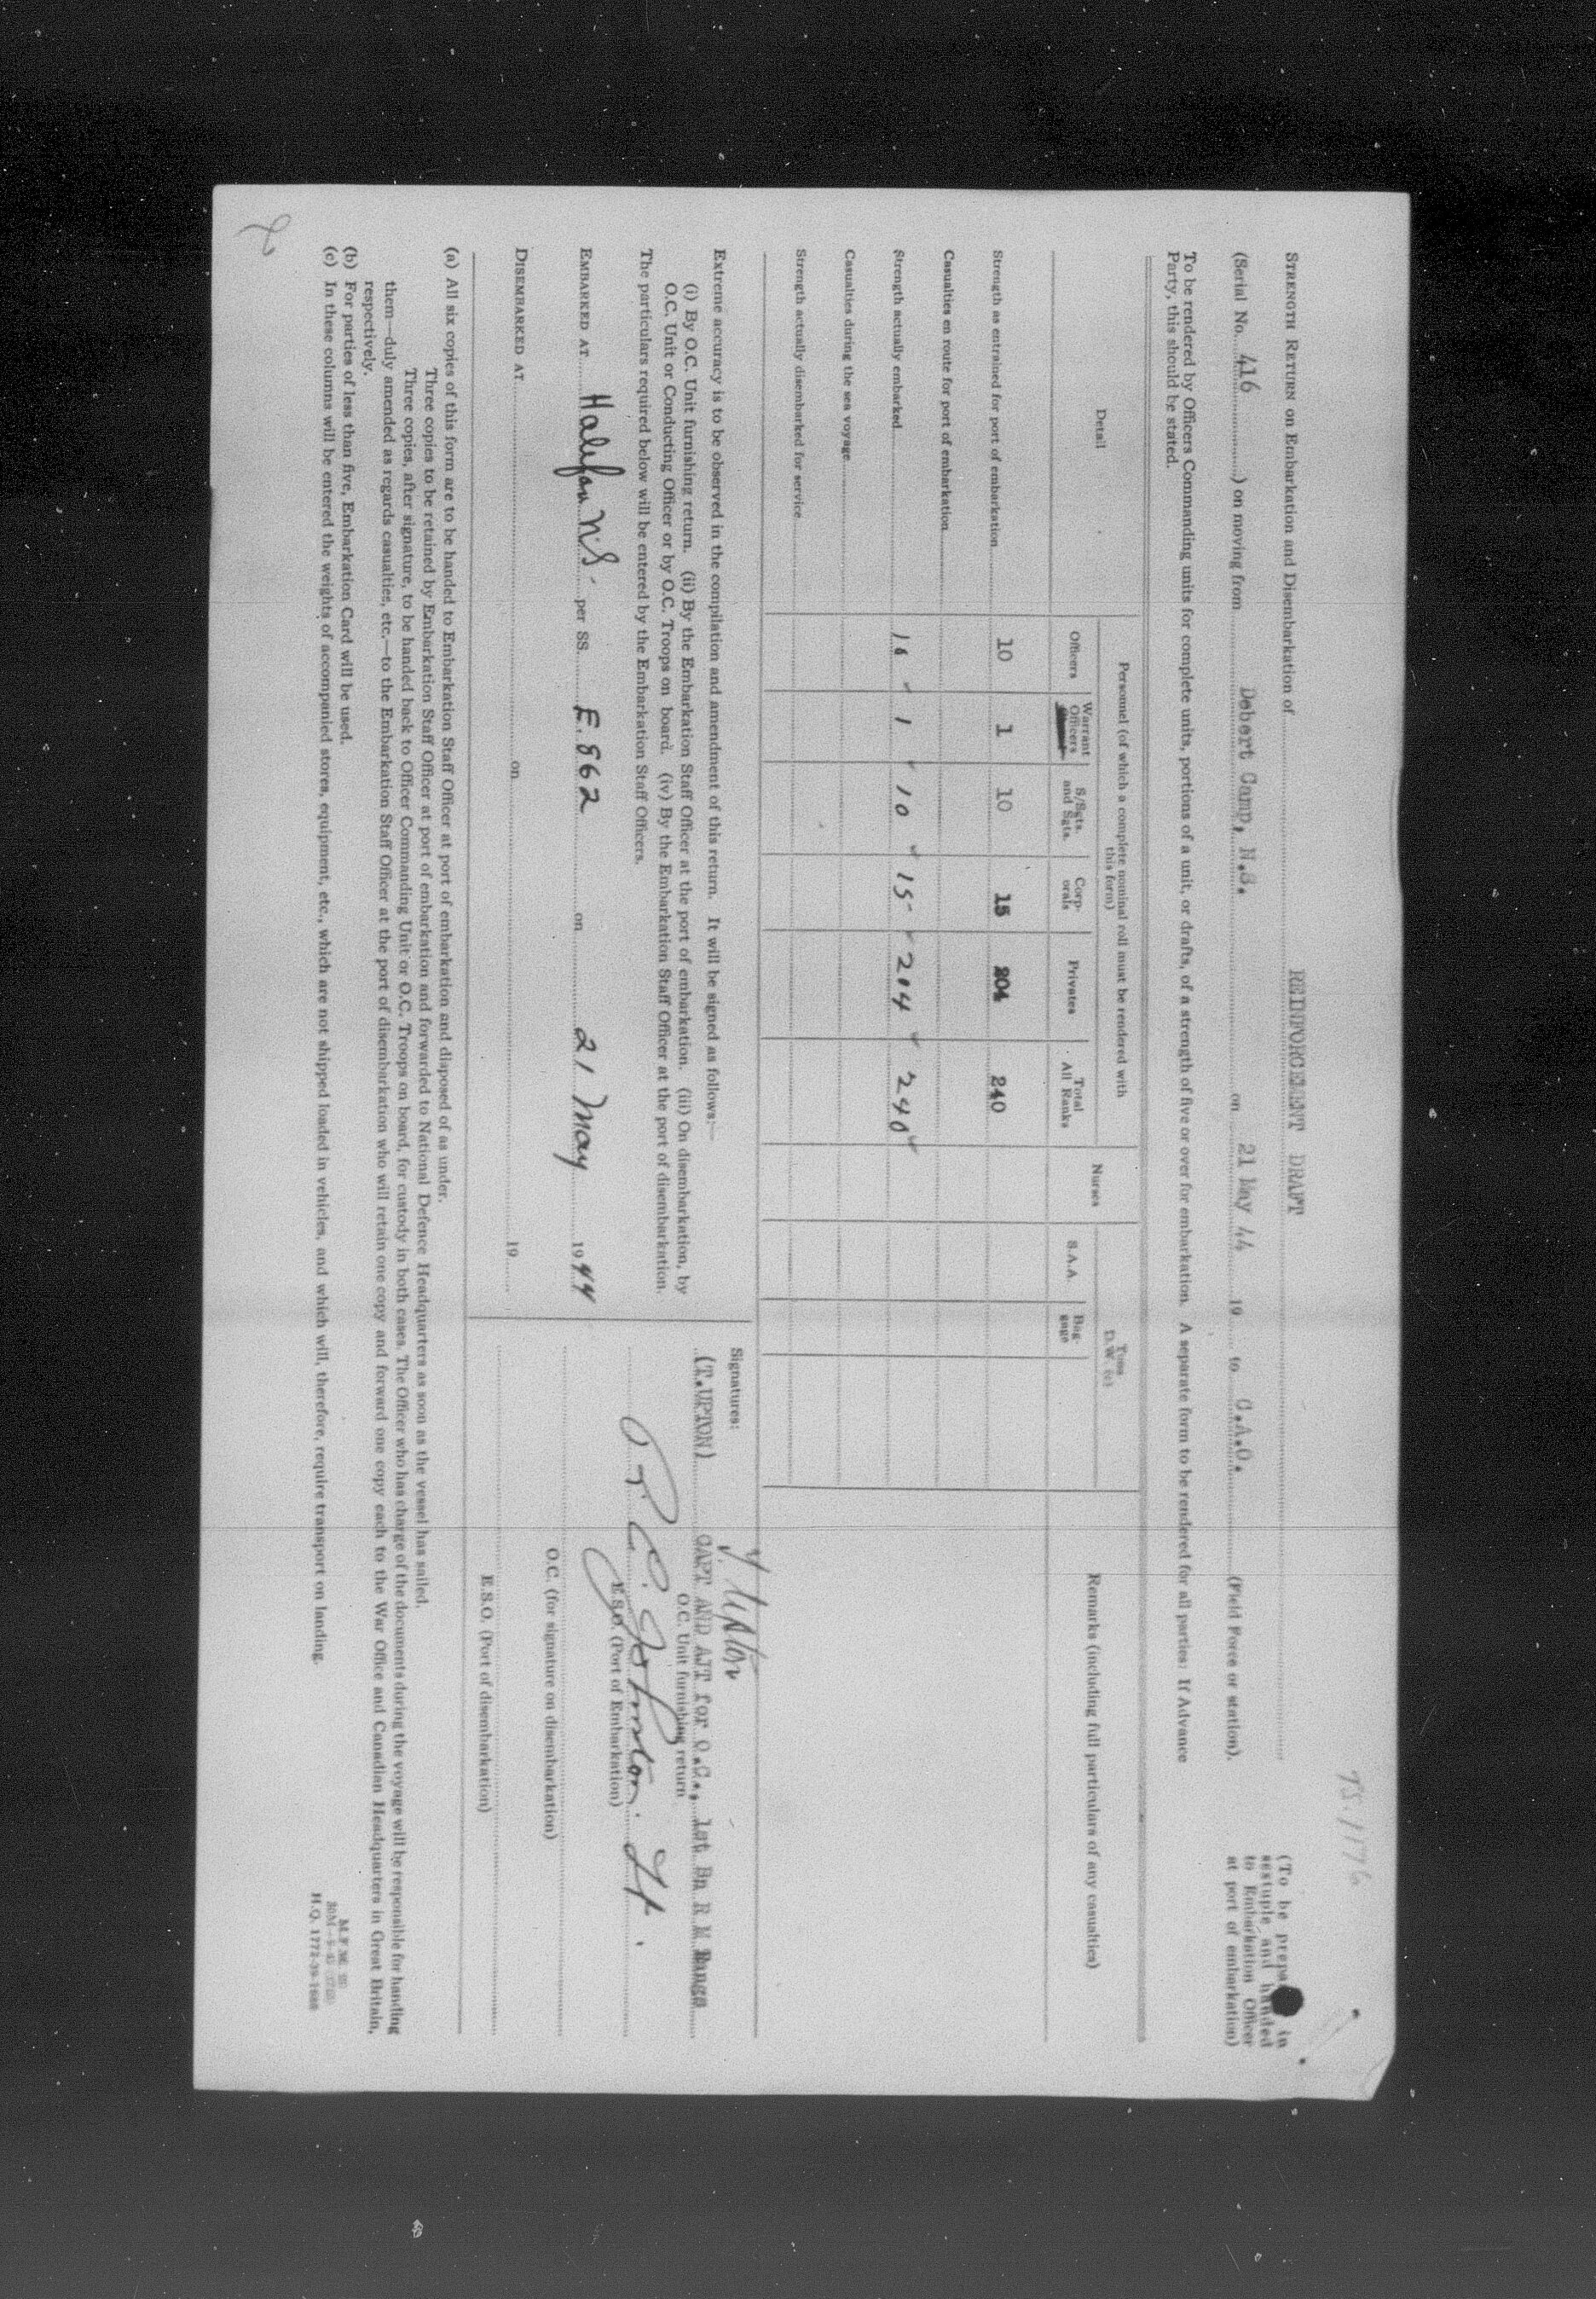 STRENGTH RETURN on Embarkation and Disembarkation of REINFORCEMENT DRAFT
(To be prepa in
sextuple and handed
to Embarkation Officer
at port of embarkation)
(Serial No. 416 ) on moving from Debert Camp, N.S. on 21 May 44 19 to C.A.O. (Field Force or station).
To be rendered by Officers Commanding units for complete units, portions of a unit, or drafts, of a strength of five or over for embarkation. A separate form to be rendered for all parties: If Advance
Party, this should be stated.
Detail
Personnel (of which a complete nominal roll must be rendered with
this form)
Nurses
Tons
D.W. (c)
Remarks (including full particulars of any casualties)
Officers Warrant Officers S/Sgts. and Sgts. Corp- orals Privates Total All Ranks S.A.A. Bag- gage
Strength as entrained for port of embarkation 10 1 10 15 204 240
Casualties en route for port of embarkation
Strength actually embarked 10 1 10 15 204 240
Casualties during the sea voyage
Strength actually disembarked for service
Extreme accuracy is to be observed in the compilation and amendment of this return. It will be signed as follows:—
(i) By O.C. Unit furnishing return. (ii) By the Embarkation Staff Officer at the port of embarkation. (iii) On disembarkation, by
O.C. Unit or Conducting Officer or by O.C. Troops on board. (iv) By the Embarkation Staff Officer at the port of disembarkation.
The particulars required below will be entered by the Embarkation Staff Officers.
EMBARKED AT Halifax N.S. per SS. E.862 on 21 May 1944
DISEMBARKED AT on 19
Signatures:
T. Upton
(T.UPTON) CAPT AND AJT for O.C., 1st Bn R M Range
O.C. Unit furnishing return
Johnston
E.S.O. (Port of Embarkation)
O.C. (for signature on disembarkation)
E.S.O. (Port of disembarkation)
(a) All six copies of this form are to be handed to Embarkation Staff Officer at port of embarkation and disposed of as under.
Three copies to be retained by Embarkation Staff Officer at port of embarkation and forwarded to National Defence Headquarters as soon as the vessel has sailed.
Three copies, after signature, to be handed back to Officer Commanding Unit or O.C. Troops on board, for custody in both cases. The Officer who has charge of the documents during the voyage will be responsible for handing
them—duly amended as regards casualties, etc.—to the Embarkation Staff Officer at the port of disembarkation who will retain one copy and forward one copy each to the War Office and Canadian Headquarters in Great Britain,
respectively.
(b) For parties of less than five, Embarkation Card will be used.
(c) In these columns will be entered the weights of accompanied stores, equipment, etc., which are not shipped loaded in vehicles, and which will, therefore, require transport on landing.
H.Q. 1772-39-1688